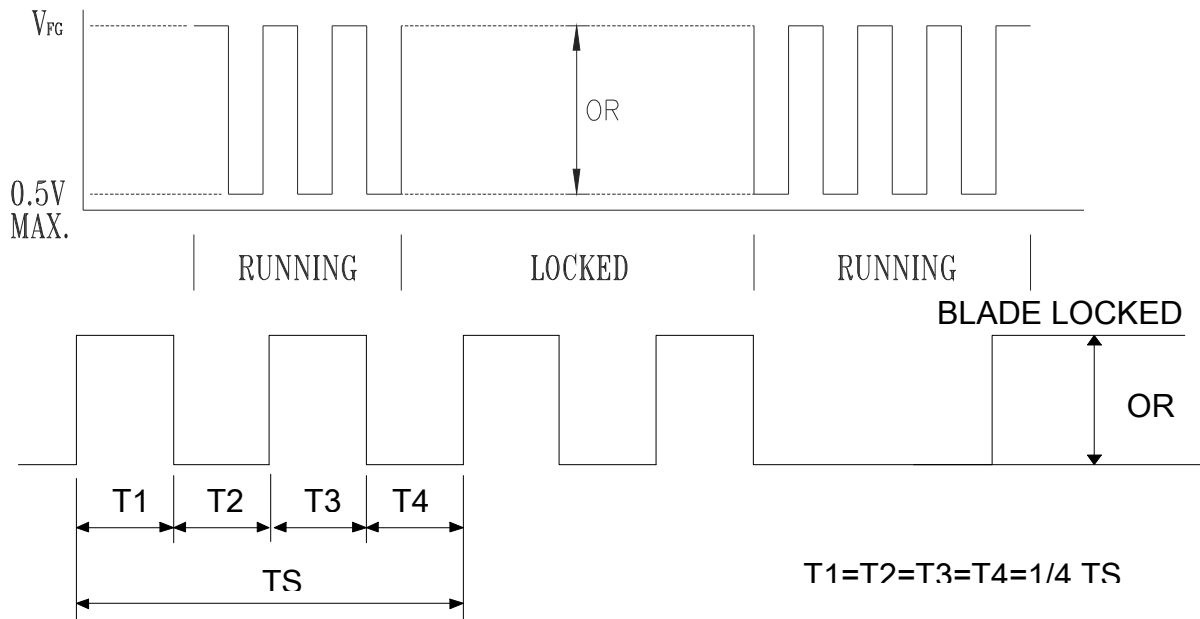 VFG
OR
0.5V
MAX.
RUNNING LOCKED RUNNING
BLADE LOCKED
OR
T1 T2 T3 T4
TS
T1=T2=T3=T4=1/4 TS